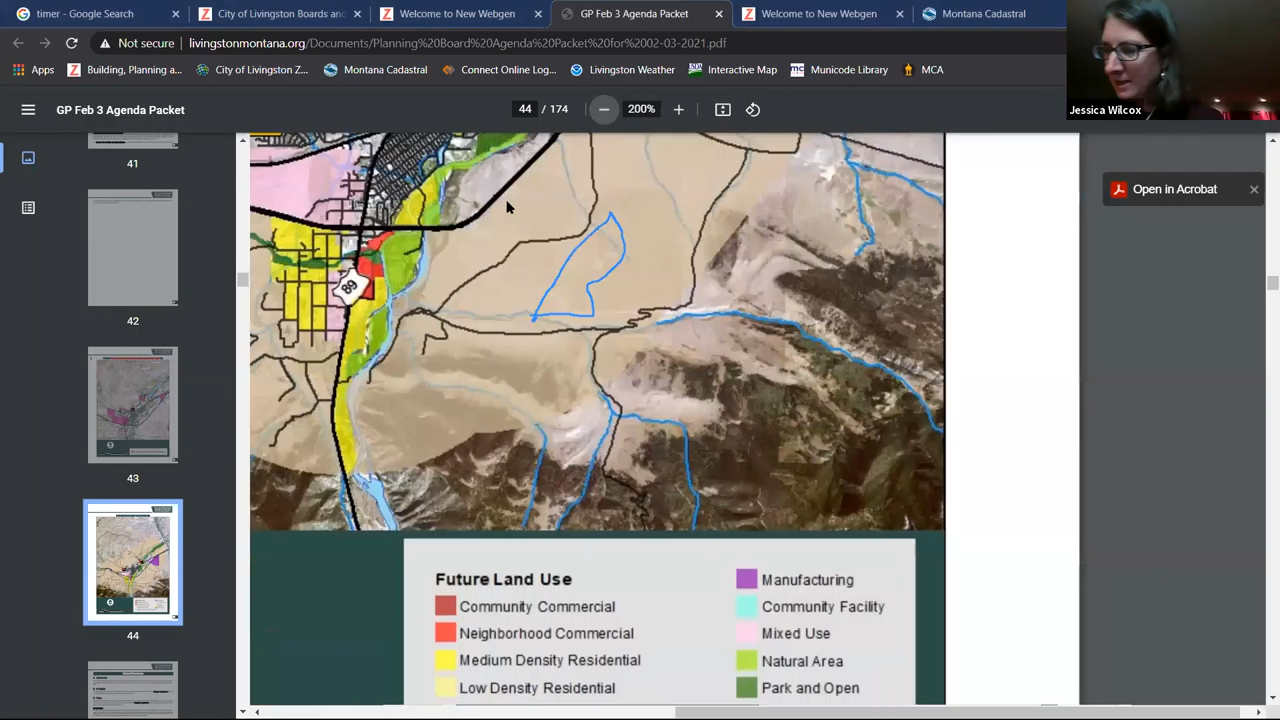 timer - Google Search
City of Livingston Boards and
Welcome to New Webgen
GP Feb 3 Agenda Packet
Welcome to New Webgen
Montana Cadastral
Not secure
livingstonmontana.org/Documents/Planning%20Board%20Agenda%20Packet%20for%2002-03-2021.pdf
Apps
Building, Planning a...
City of Livingston Z...
Montana Cadastral
Connect Online Log...
Livingston Weather
Interactive Map
Municode Library
MCA
Jessica Wilcox
GP Feb 3 Agenda Packet
44 / 174
200%
41
42
43
44
Open in Acrobat
89
Future Land Use
Community Commercial
Neighborhood Commercial
Medium Density Residential
Low Density Residential
Manufacturing
Community Facility
Mixed Use
Natural Area
Park and Open